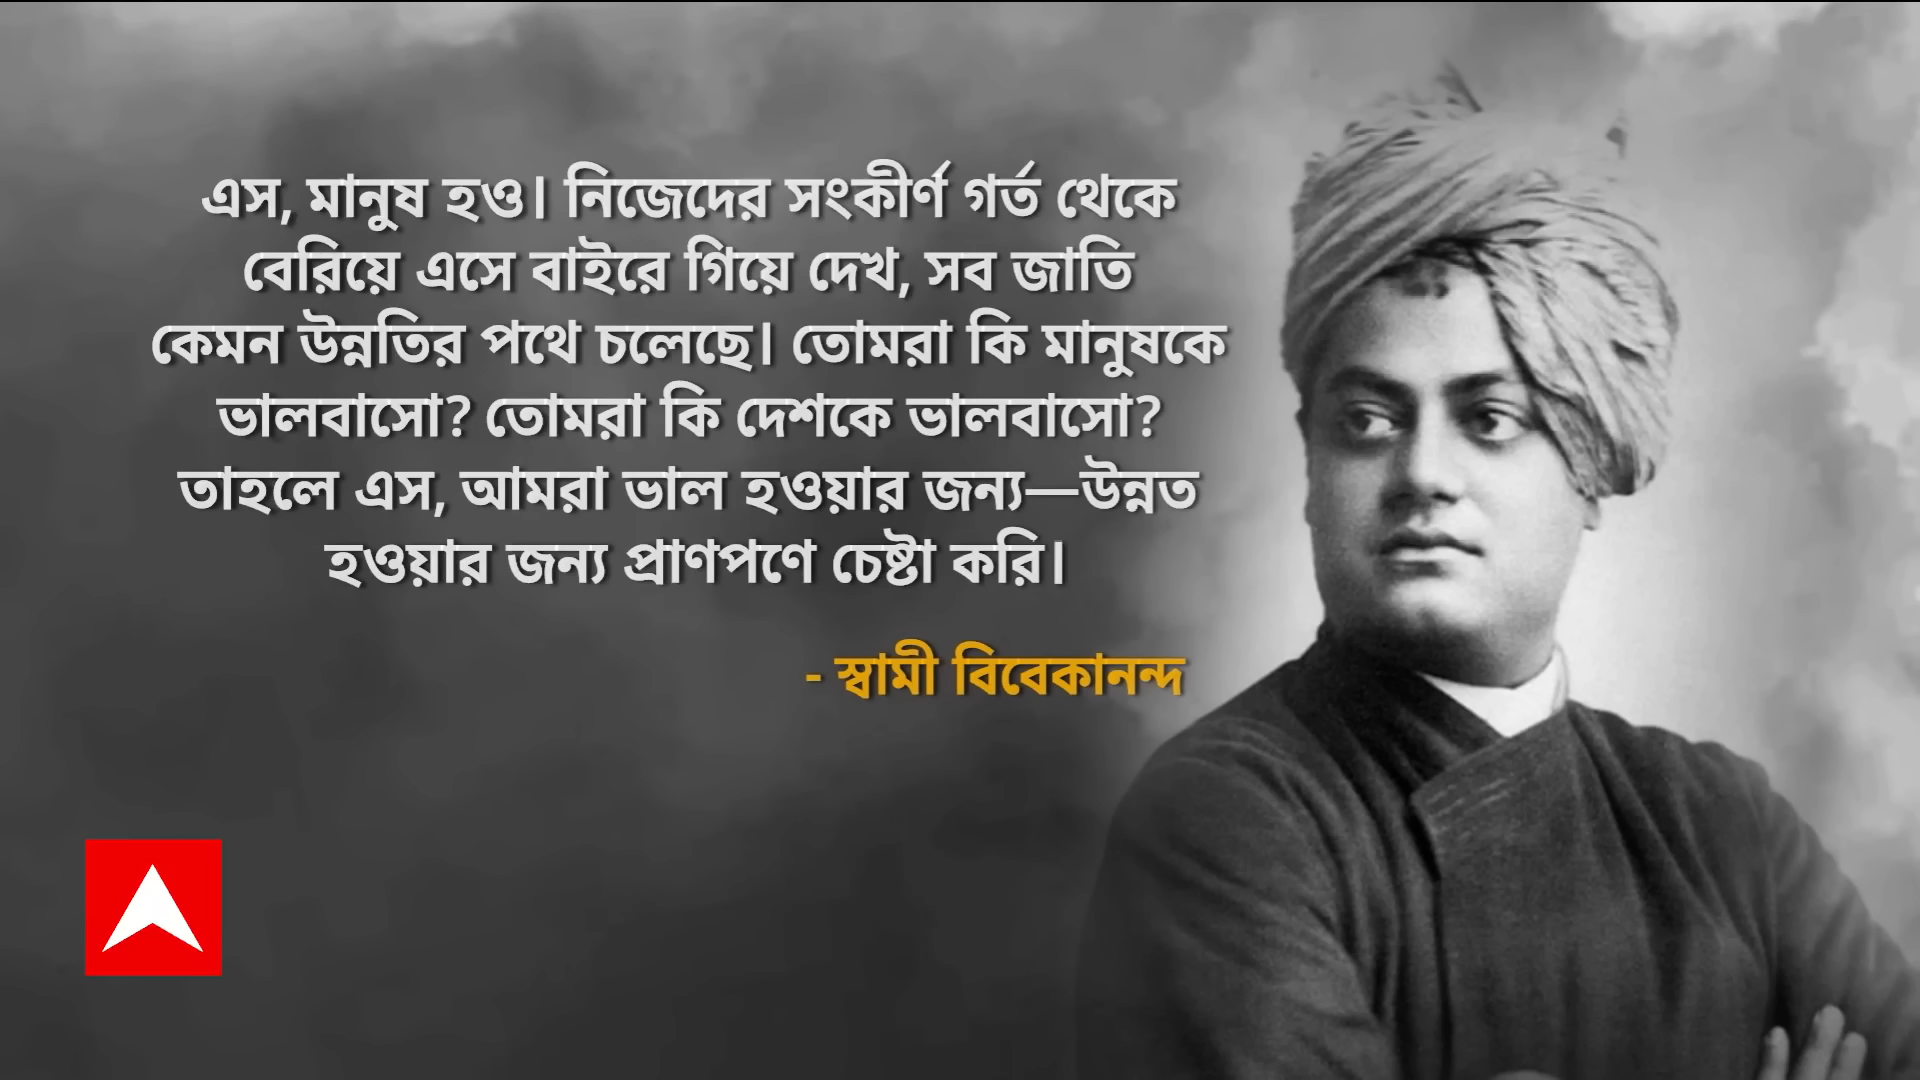 এস, মানুষ হও। নিজেদের সংকীর্ণ গর্ত থেকে
বেরিয়ে এসে বাইরে গিয়ে দেখ, সব জাতি
কেমন উন্নতির পথে চলেছে। তোমরা কি মানুষকে
ভালবাসো? তোমরা কি দেশকে ভালবাসো?
তাহলে এস, আমরা ভাল হওয়ার জন্য—উন্নত
হওয়ার জন্য প্রাণপণে চেষ্টা করি।
- স্বামী বিবেকানন্দ